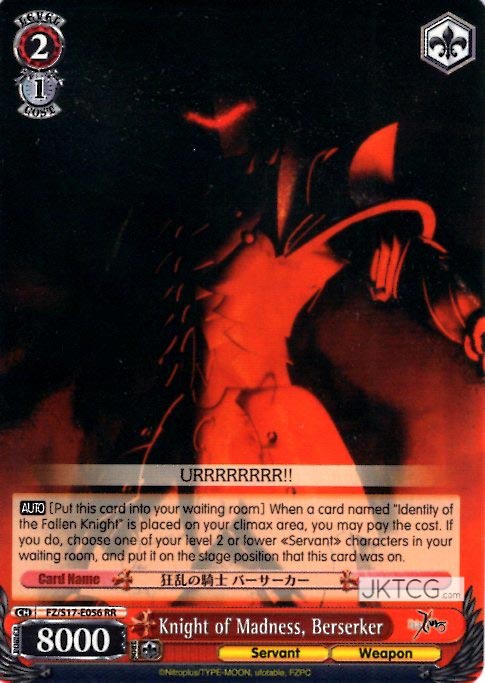 LEVEL
2
1
COST
URRRRRRRR!!
AUTO [Put this card into your waiting room] When a card named "Identity of
the Fallen Knight" is placed on your climax area, you may pay the cost. If
you do, choose one of your level 2 or lower «Servant» characters in your
waiting room, and put it on the stage position that this card was on.
Card Name 狂乱の騎士 バーサーカー
JKTCG.com
CH FZ/S17-E056 RR
POWER 8000 SOUL Knight of Madness, Berserker
Servant Weapon
©Nitroplus/TYPE-MOON, ufotable, FZPC